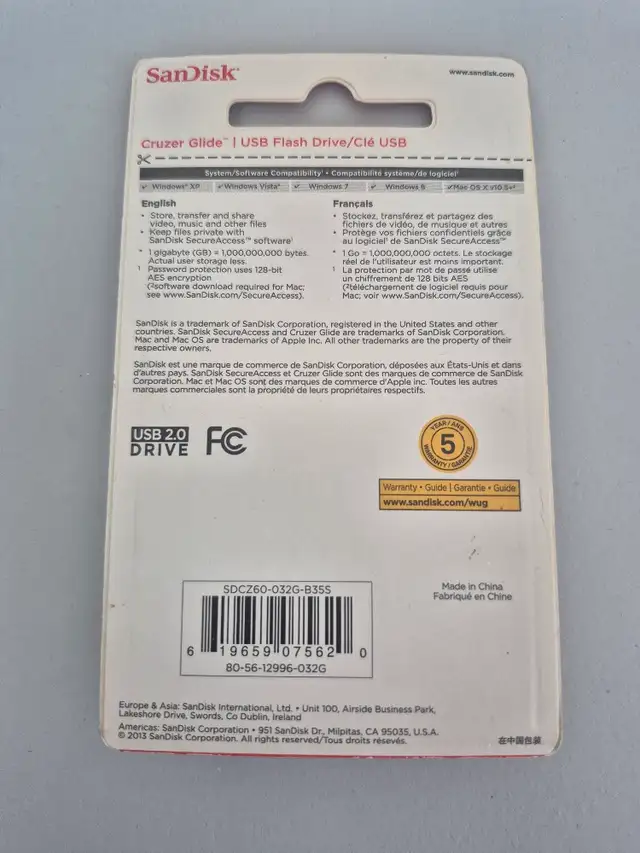 SanDisk®
www.sandisk.com
Cruzer Glide™ | USB Flash Drive/Clé USB
System/Software Compatibility¹ • Compatibilité système/de logiciel¹
✓ Windows® XP ✓ Windows Vista® ✓ Windows 7 ✓ Windows 8 ✓ Mac OS X v10.5+²
English
• Store, transfer and share
video, music and other files
• Keep files private with
SanDisk SecureAccess™ software¹
* 1 gigabyte (GB) = 1,000,000,000 bytes.
Actual user storage less.
¹ Password protection uses 128-bit
AES encryption
(²software download required for Mac;
see www.SanDisk.com/SecureAccess).
Français
• Stockez, transférez et partagez des
fichiers de vidéo, de musique et autres
• Protège vos fichiers confidentiels grâce
au logiciel¹ de SanDisk SecureAccess™
* 1 Go = 1,000,000,000 octets. Le stockage
réel de l'utilisateur est moins important.
¹ La protection par mot de passe utilise
un chiffrement de 128 bits AES
(²téléchargement de logiciel requis pour
Mac; voir www.SanDisk.com/SecureAccess).
SanDisk is a trademark of SanDisk Corporation, registered in the United States and other
countries. SanDisk SecureAccess and Cruzer Glide are trademarks of SanDisk Corporation.
Mac and Mac OS are trademarks of Apple Inc. All other trademarks are the property of their
respective owners.
SanDisk est une marque de commerce de SanDisk Corporation, déposées aux États-Unis et dans
d'autres pays. SanDisk SecureAccess et Cruzer Glide sont des marques de commerce de SanDisk
Corporation. Mac et Mac OS sont des marques de commerce d'Apple inc. Toutes les autres
marques commerciales sont la propriété de leurs propriétaires respectifs.
USB 2.0
DRIVE
FC
YEAR / ANS
5
WARRANTY / GARANTIE
Warranty • Guide | Garantie • Guide
www.sandisk.com/wug
Made in China
Fabriqué en Chine
SDCZ60-032G-B35S
6 19659 07562 0
80-56-12996-032G
Europe & Asia: SanDisk International, Ltd. • Unit 100, Airside Business Park,
Lakeshore Drive, Swords, Co Dublin, Ireland
Americas: SanDisk Corporation • 951 SanDisk Dr., Milpitas, CA 95035, U.S.A.
© 2013 SanDisk Corporation. All rights reserved/Tous droits réservés.
在中国包装